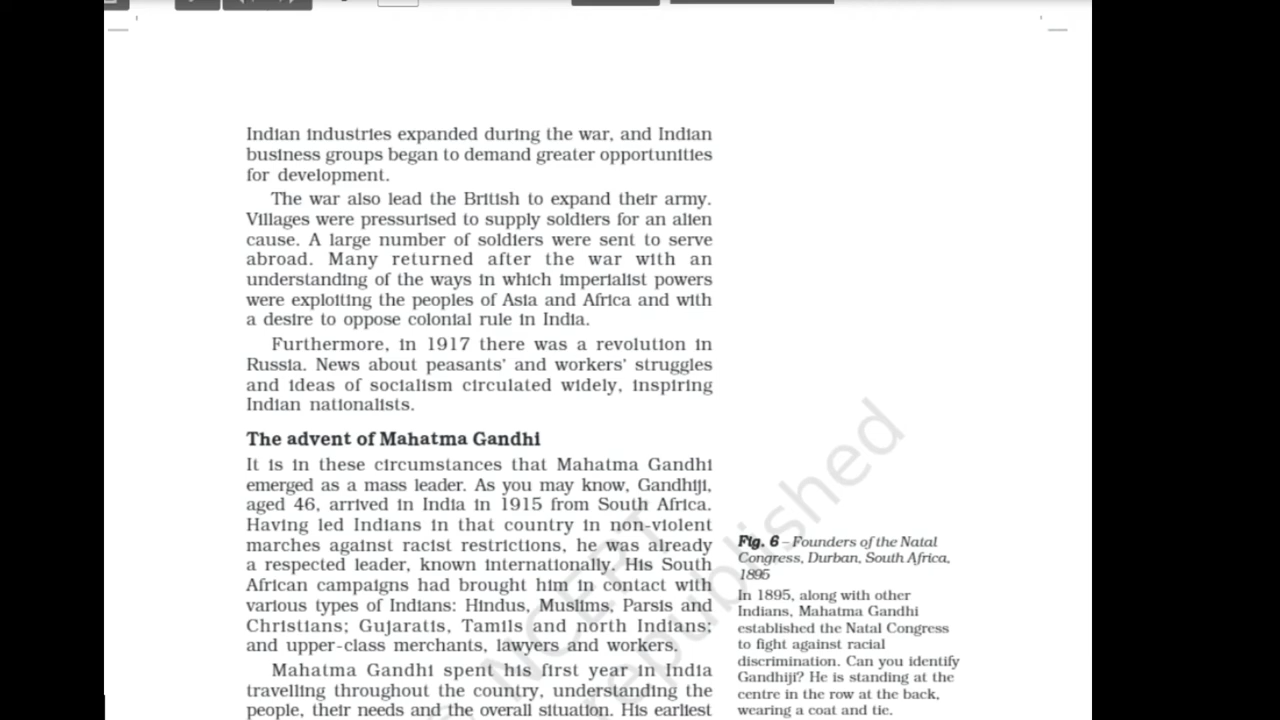 Indian industries expanded during the war, and Indian
business groups began to demand greater opportunities
for development.
The war also lead the British to expand their army.
Villages were pressurised to supply soldiers for an alien
cause. A large number of soldiers were sent to serve
abroad. Many returned after the war with an
understanding of the ways in which imperialist powers
were exploiting the peoples of Asia and Africa and with
a desire to oppose colonial rule in India.
Furthermore, in 1917 there was a revolution in
Russia. News about peasants' and workers' struggles
and ideas of socialism circulated widely, inspiring
Indian nationalists.
The advent of Mahatma Gandhi
It is in these circumstances that Mahatma Gandhi
emerged as a mass leader. As you may know, Gandhiji,
aged 46, arrived in India in 1915 from South Africa.
Having led Indians in that country in non-violent
marches against racist restrictions, he was already
a respected leader, known internationally. His South
African campaigns had brought him in contact with
various types of Indians: Hindus, Muslims, Parsis and
Christians; Gujaratis, Tamils and north Indians;
and upper-class merchants, lawyers and workers.
Mahatma Gandhi spent his first year in India
travelling throughout the country, understanding the
people, their needs and the overall situation. His earliest
Fig. 6 – Founders of the Natal
Congress, Durban, South Africa,
1895
In 1895, along with other
Indians, Mahatma Gandhi
established the Natal Congress
to fight against racial
discrimination. Can you identify
Gandhiji? He is standing at the
centre in the row at the back,
wearing a coat and tie.
© NCERT
republished